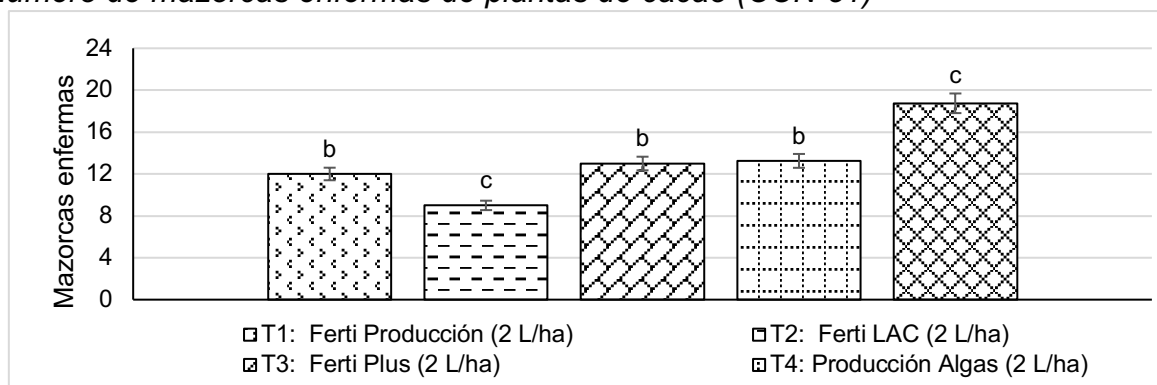 número de mazorcas enfermas de plantas de cacao (CCN-51)
24
20
16
12
8
4
0
Mazorcas enfermas
b
c
b
b
c
T1: Ferti Producción (2 L/ha)
T2: Ferti LAC (2 L/ha)
T3: Ferti Plus (2 L/ha)
T4: Producción Algas (2 L/ha)